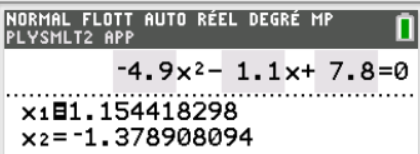 NORMAL FLOTT AUTO RÉEL DEGRÉ MP
PLYSMLT2 APP
⁻4.9x²− 1.1x+ 7.8=0
x₁=1.154418298
x₂=⁻1.378908094